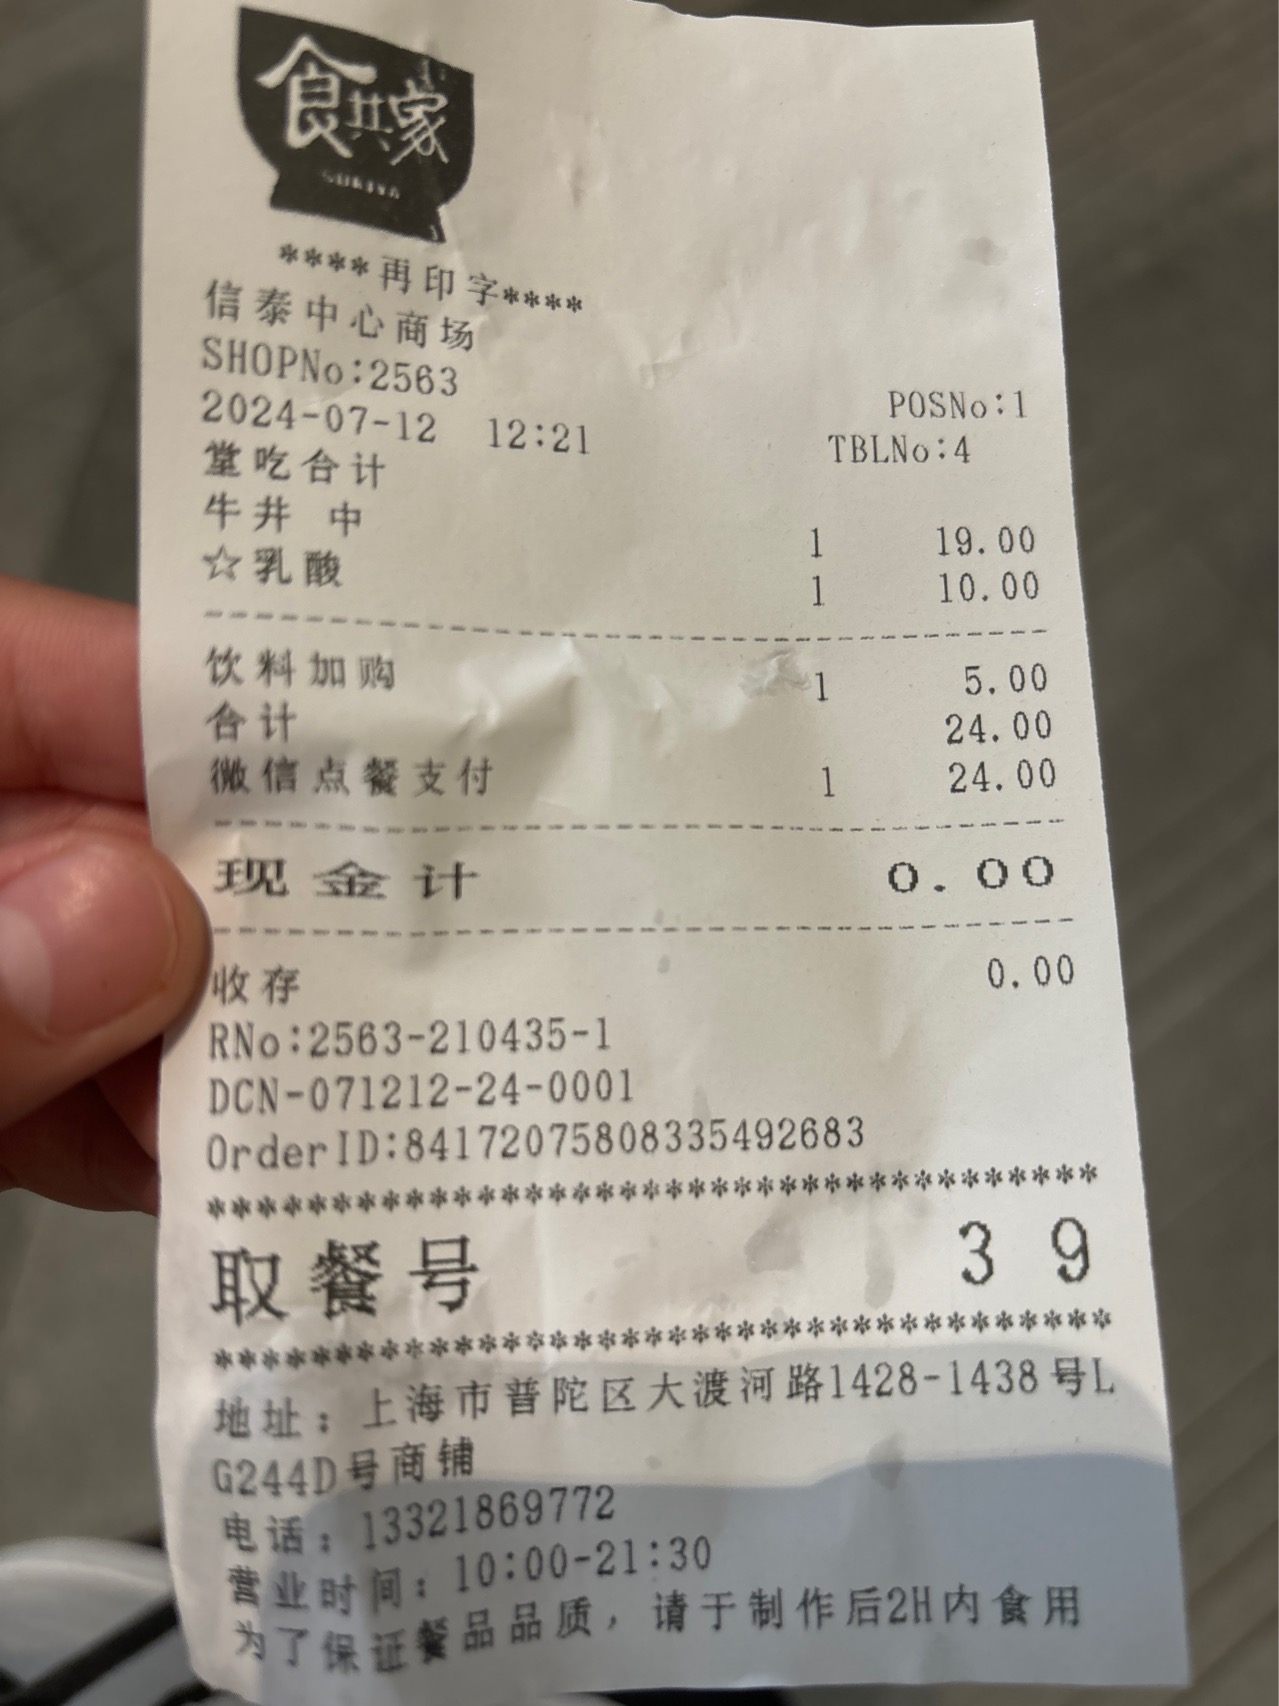 食其家
SUKIYA
****再印字****
信泰中心商场
SHOPNo:2563 POSNo:1
2024-07-12 12:21 TBLNo:4
堂吃合计
牛井 中 1 19.00
☆乳酸 1 10.00
饮料加购 1 5.00
合计 24.00
微信点餐支付 1 24.00
现金计 0.00
收存 0.00
RNo:2563-210435-1
DCN-071212-24-0001
OrderID:841720758083354926​83
************************************
取餐号 39
************************************
地址：上海市普陀区大渡河路1428-1438号L
G244D号商铺
电话：13321869772
营业时间：10:00-21:30
为了保证餐品品质，请于制作后2H内食用